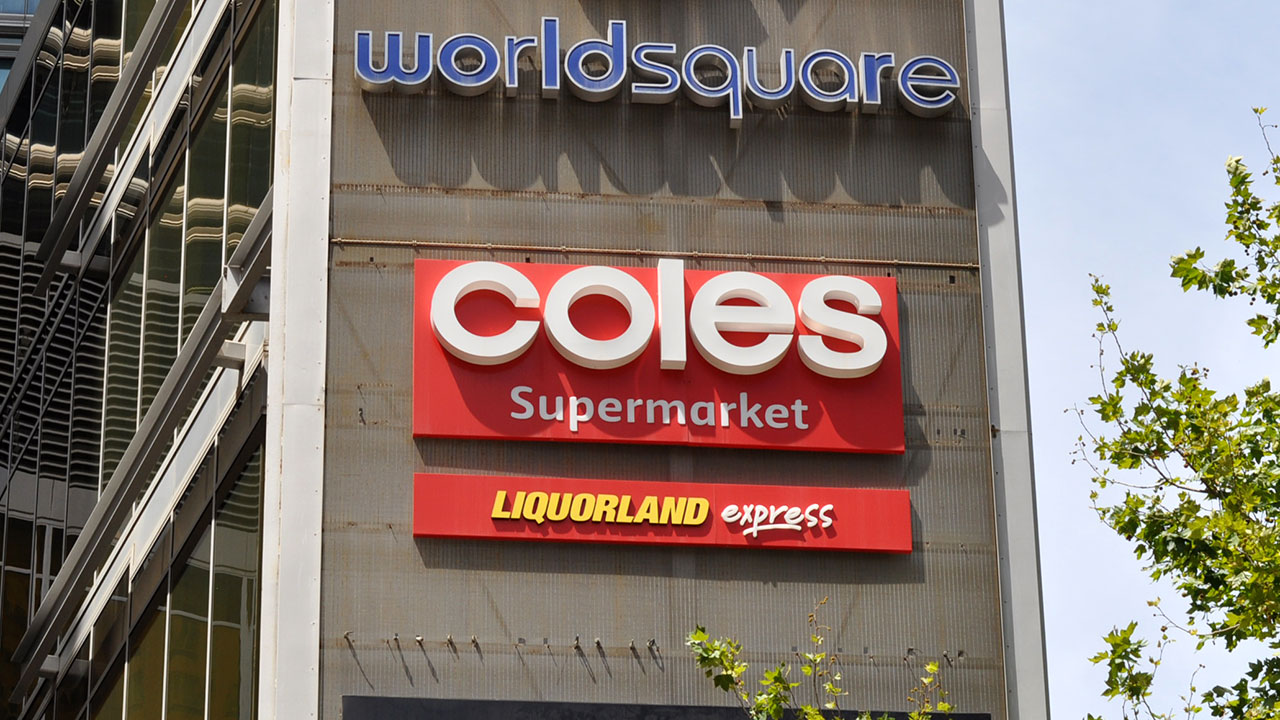 worldsquare
coles
Supermarket
LIQUORLAND express